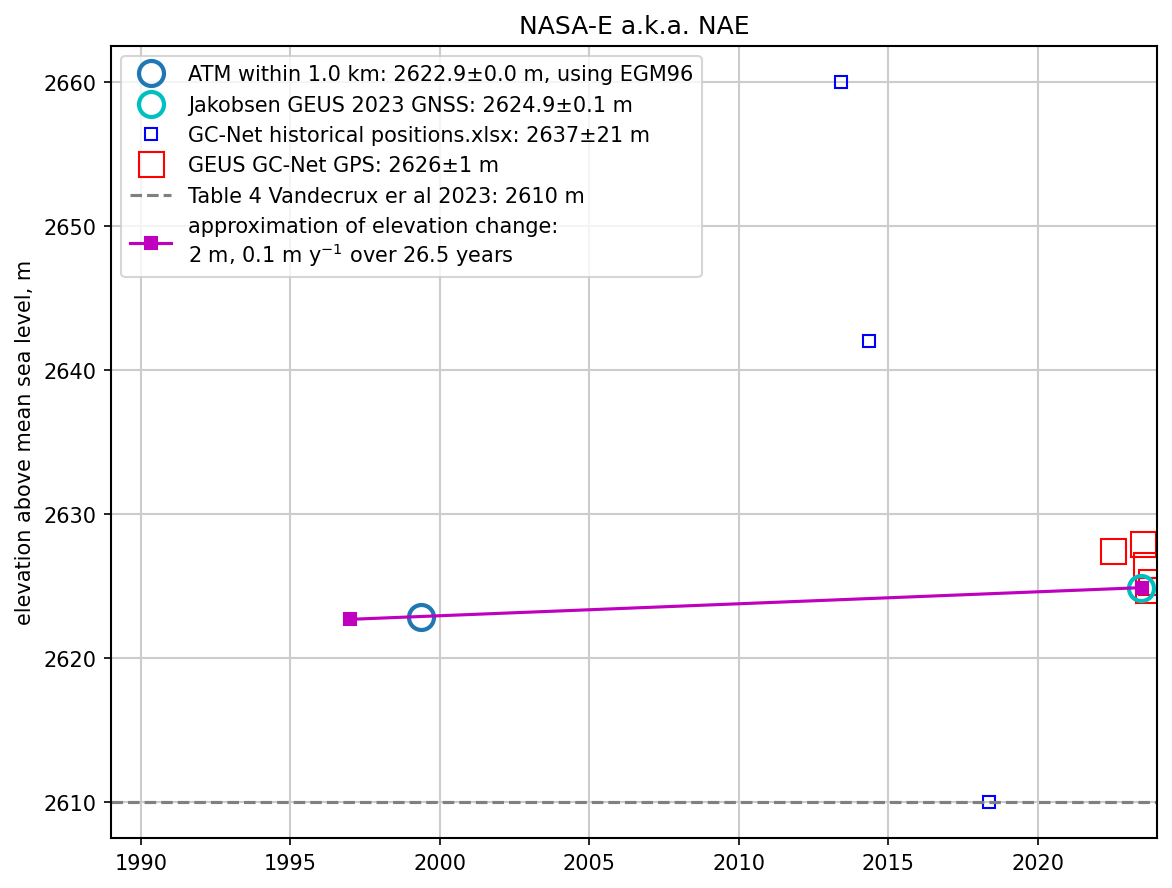 NASA-E a.k.a. NAE
ATM within 1.0 km: 2622.9±0.0 m, using EGM96
Jakobsen GEUS 2023 GNSS: 2624.9±0.1 m
GC-Net historical positions.xlsx: 2637±21 m
GEUS GC-Net GPS: 2626±1 m
Table 4 Vandecrux er al 2023: 2610 m
approximation of elevation change:
2 m, 0.1 m y⁻¹ over 26.5 years
elevation above mean sea level, m
2660
2650
2640
2630
2620
2610
1990 1995 2000 2005 2010 2015 2020